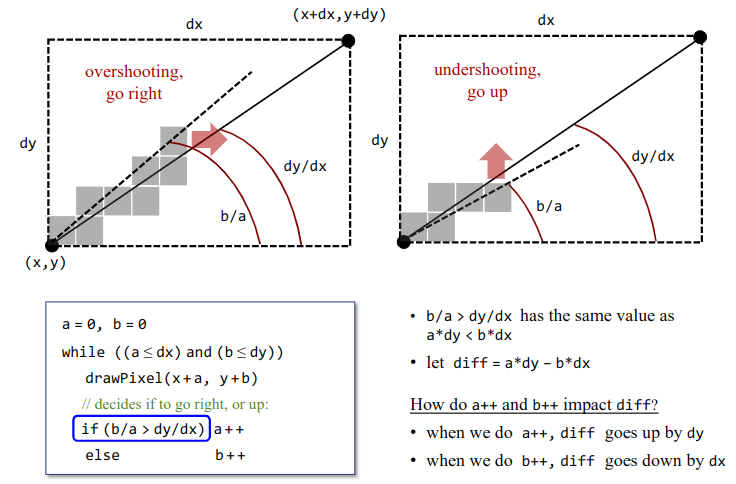 dx
(x+dx,y+dy)
overshooting,
go right
dy
dy/dx
b/a
(x,y)
dx
undershooting,
go up
dy
dy/dx
b/a
a = 0, b = 0
while ((a ≤ dx) and (b ≤ dy))
drawPixel(x+a, y+b)
// decides if to go right, or up:
if (b/a > dy/dx) a++
else b++
• b/a > dy/dx has the same value as
a*dy < b*dx
• let diff = a*dy – b*dx
How do a++ and b++ impact diff?
• when we do a++, diff goes up by dy
• when we do b++, diff goes down by dx